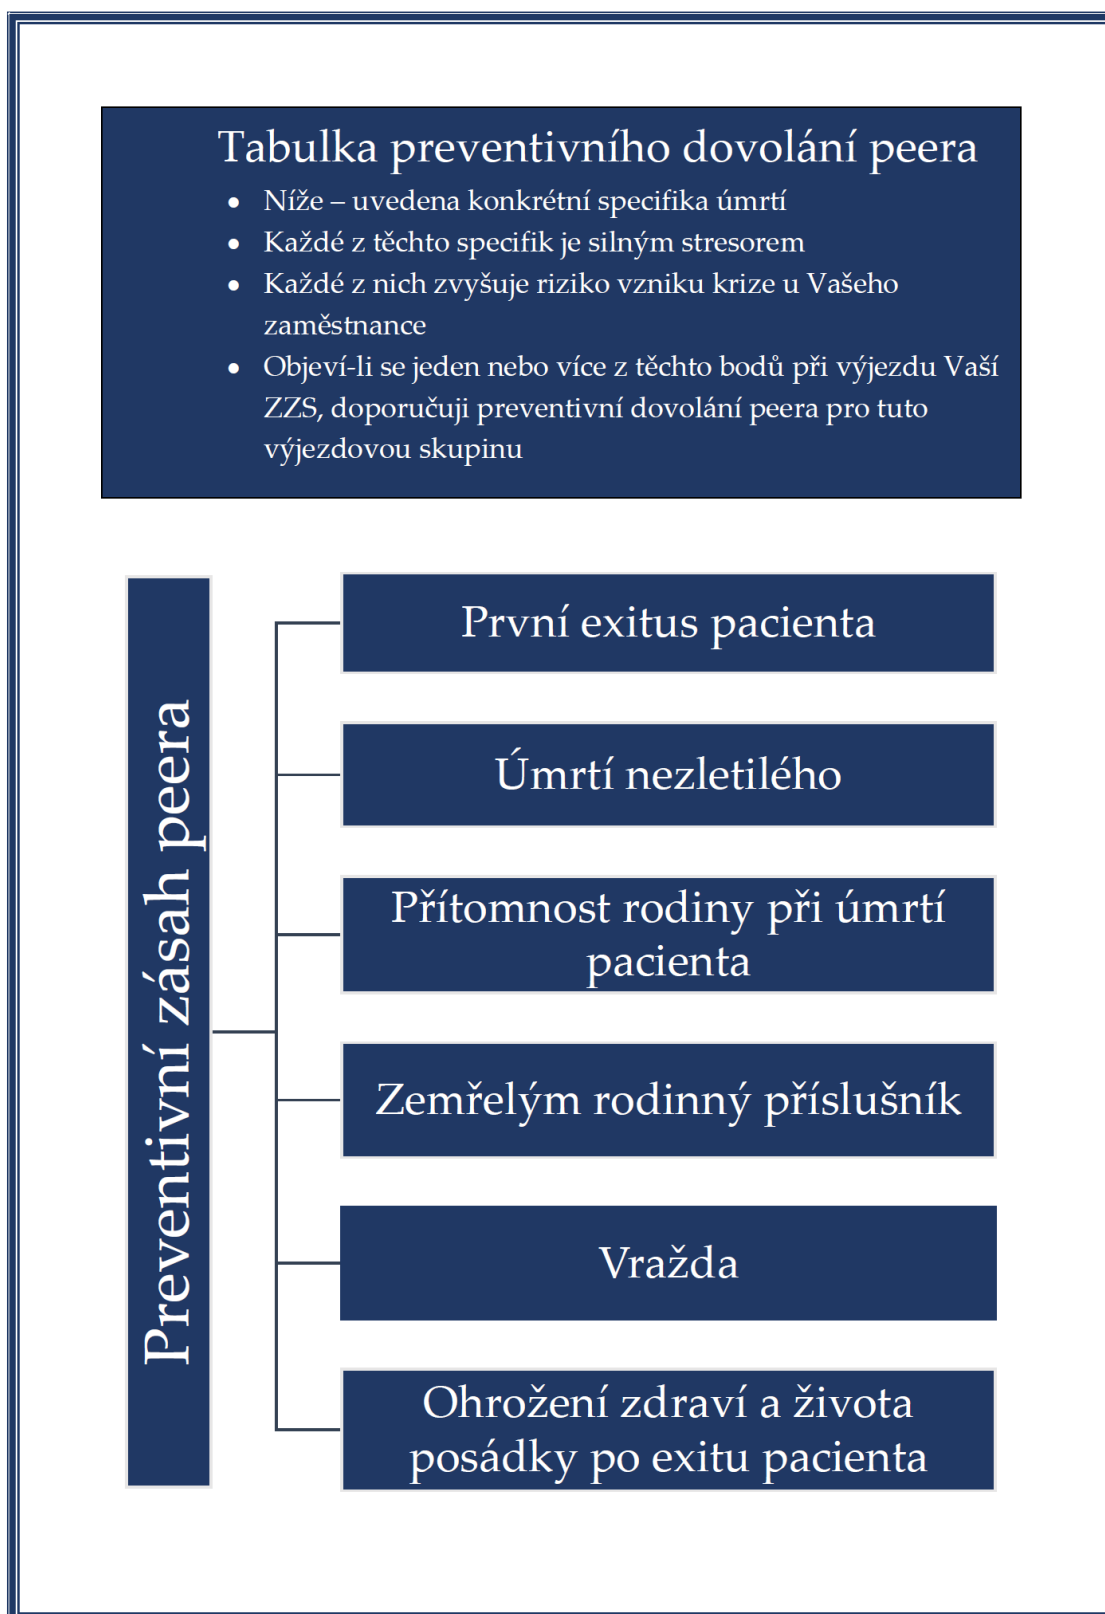 Tabulka preventivního dovolání peera
• Níže – uvedena konkrétní specifika úmrtí
• Každé z těchto specifik je silným stresorem
• Každé z nich zvyšuje riziko vzniku krize u Vašeho
zaměstnance
• Objeví-li se jeden nebo více z těchto bodů při výjezdu Vaší
ZZS, doporučuji preventivní dovolání peera pro tuto
výjezdovou skupinu
Preventivní zásah peera
První exitus pacienta
Úmrtí nezletilého
Přítomnost rodiny při úmrtí
pacienta
Zemřelým rodinný příslušník
Vražda
Ohrožení zdraví a života
posádky po exitu pacienta